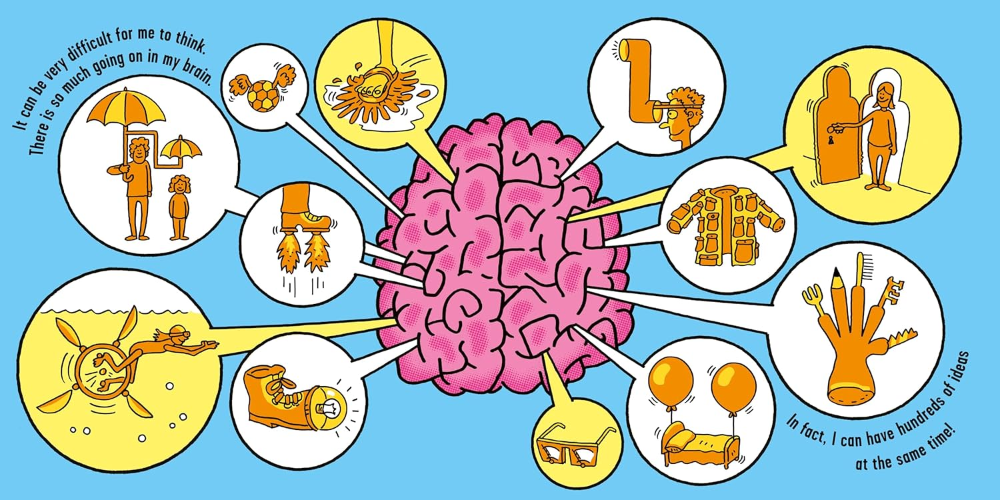 It can be very difficult for me to think.
There is so much going on in my brain.
In fact, I can have hundreds of ideas
at the same time!